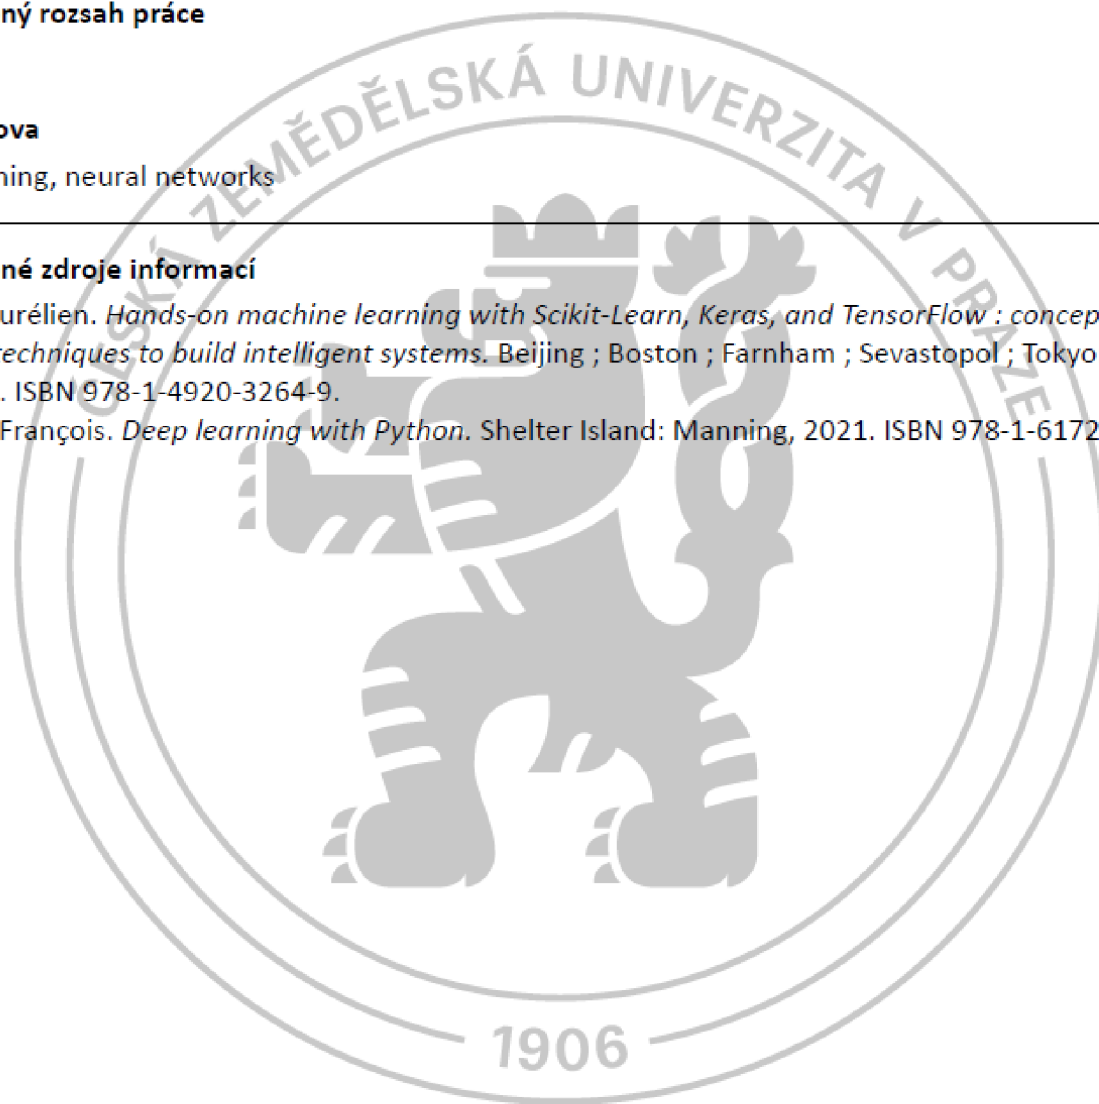 ný rozsah práce
ova
ning, neural networks
né zdroje informací
urélien. Hands-on machine learning with Scikit-Learn, Keras, and TensorFlow : concep
techniques to build intelligent systems. Beijing ; Boston ; Farnham ; Sevastopol ; Tokyo
. ISBN 978-1-4920-3264-9.
François. Deep learning with Python. Shelter Island: Manning, 2021. ISBN 978-1-6172
ČESKÁ ZEMĚDĚLSKÁ UNIVERZITA V PRAZE
1906